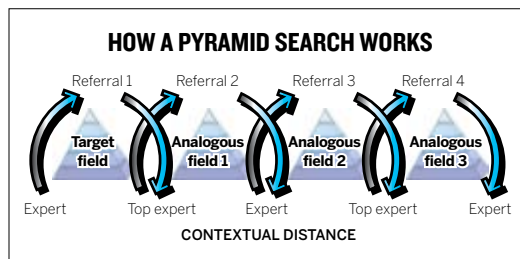 HOW A PYRAMID SEARCH WORKS
Referral 1 Referral 2 Referral 3 Referral 4
Target field
Analogous field 1
Analogous field 2
Analogous field 3
Expert Top expert Expert Top expert Expert
CONTEXTUAL DISTANCE